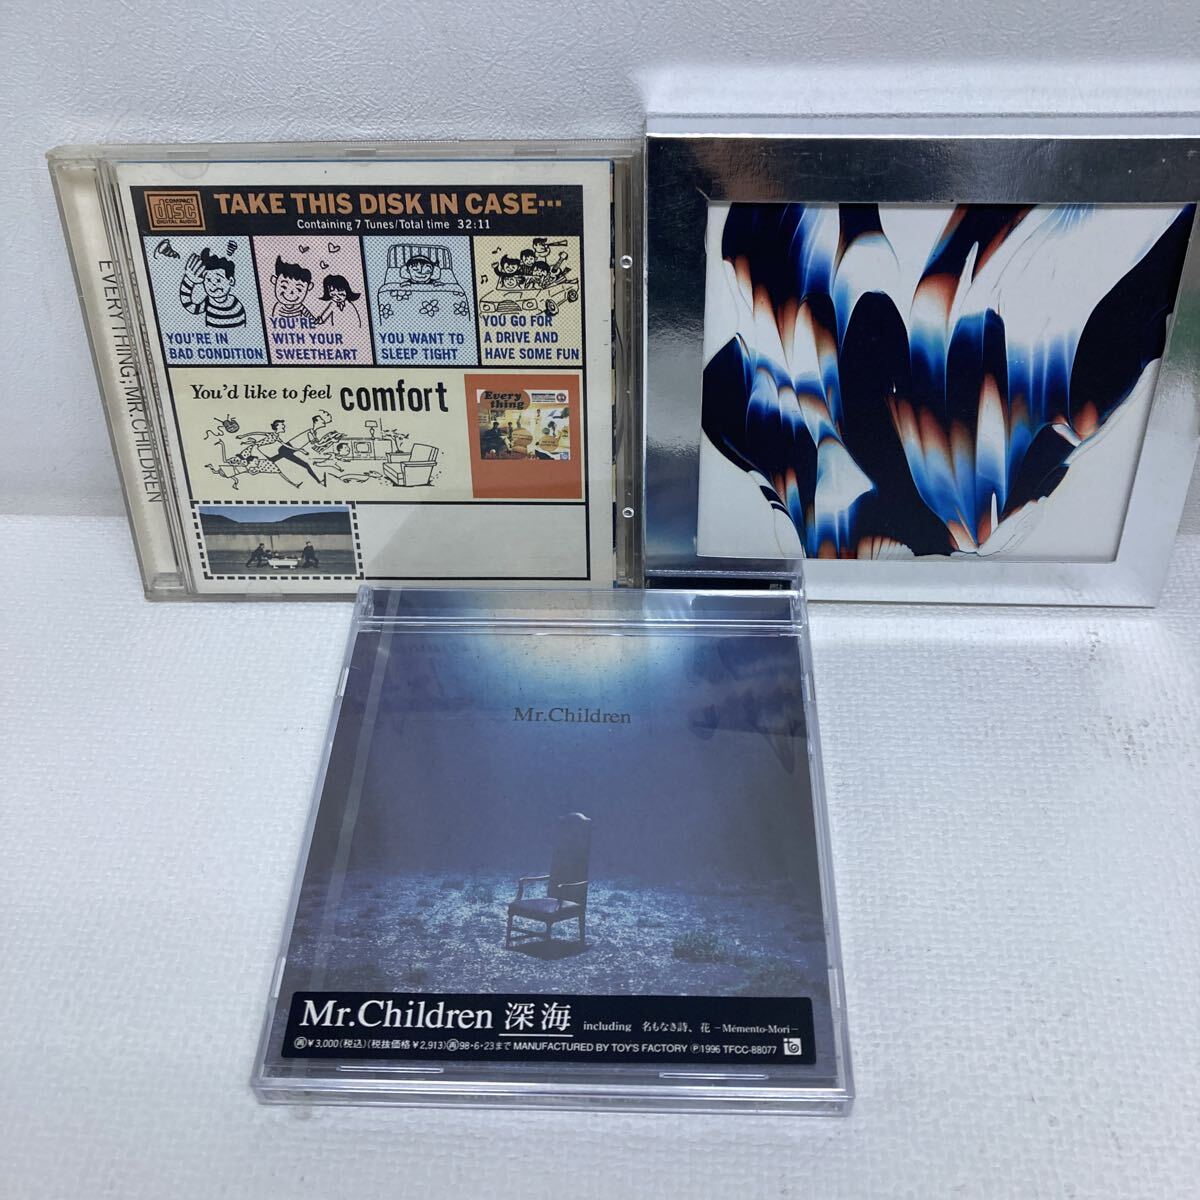 EVERYTHING;MR.CHILDREN
COMPACT
disc
DIGITAL AUDIO
TAKE THIS DISK IN CASE…
Containing 7 Tunes/Total time 32:11
YOU'RE IN
BAD CONDITION
YOU'RE
WITH YOUR
SWEETHEART
YOU WANT TO
SLEEP TIGHT
YOU GO FOR
A DRIVE AND
HAVE SOME FUN
You'd like to feel comfort
Every
thing
Mr.Children
Mr.Children 深海 including 名もなき詩、花 −Mémento-Mori−
再¥3,000(税込)(税抜価格¥2,913)再98・6・23まで MANUFACTURED BY TOY'S FACTORY ℗1996 TFCC-88077